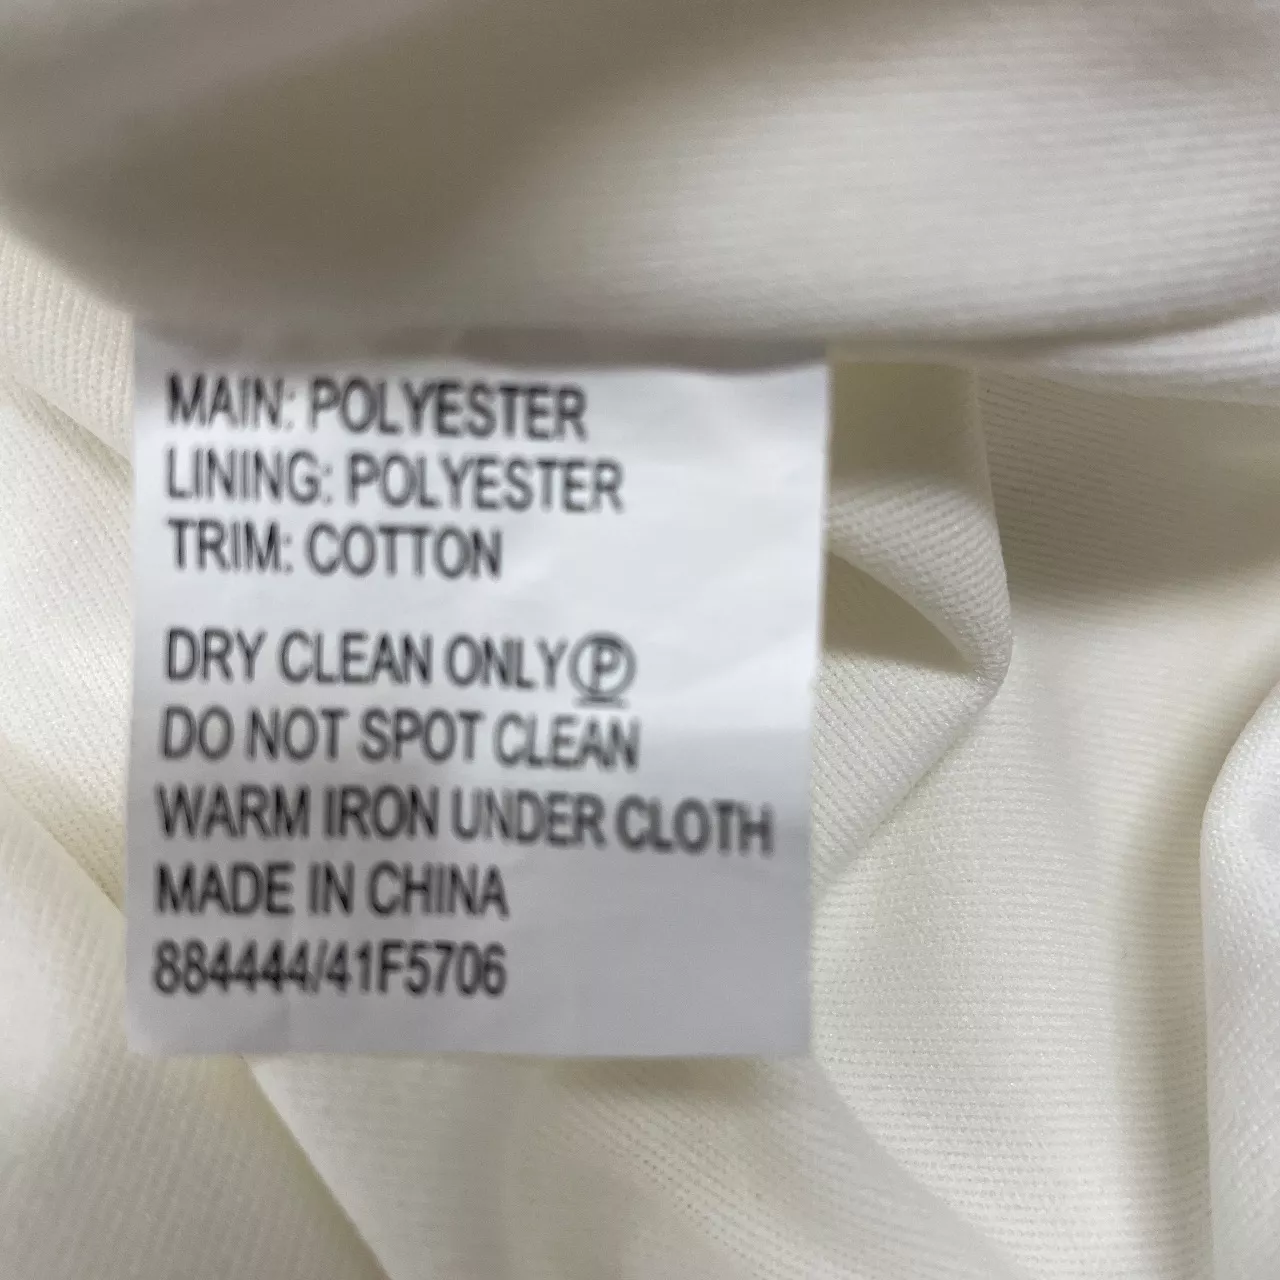 MAIN: POLYESTER
LINING: POLYESTER
TRIM: COTTON
DRY CLEAN ONLY Ⓟ
DO NOT SPOT CLEAN
WARM IRON UNDER CLOTH
MADE IN CHINA
884444/41F5706